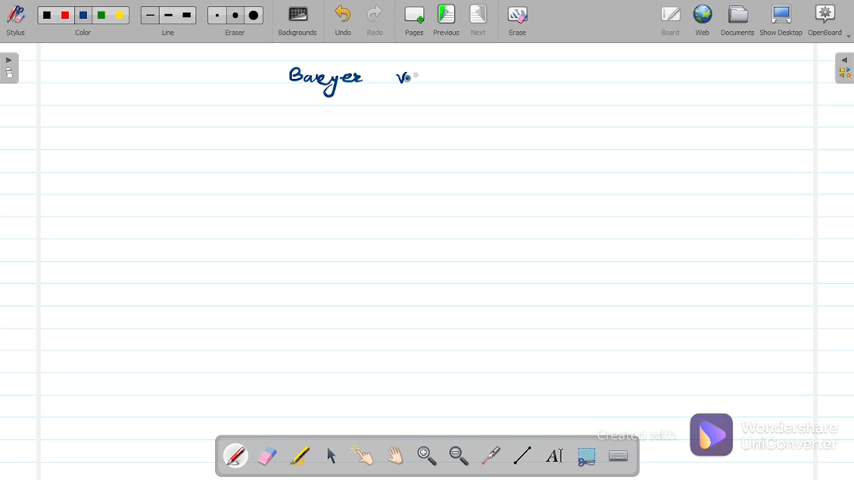 Stylus Color Line Eraser Backgrounds Undo Redo Pages Previous Next Erase Board Web Documents Show Desktop OpenBoard
Baeyer V
Created with
Wondershare
UniConverter